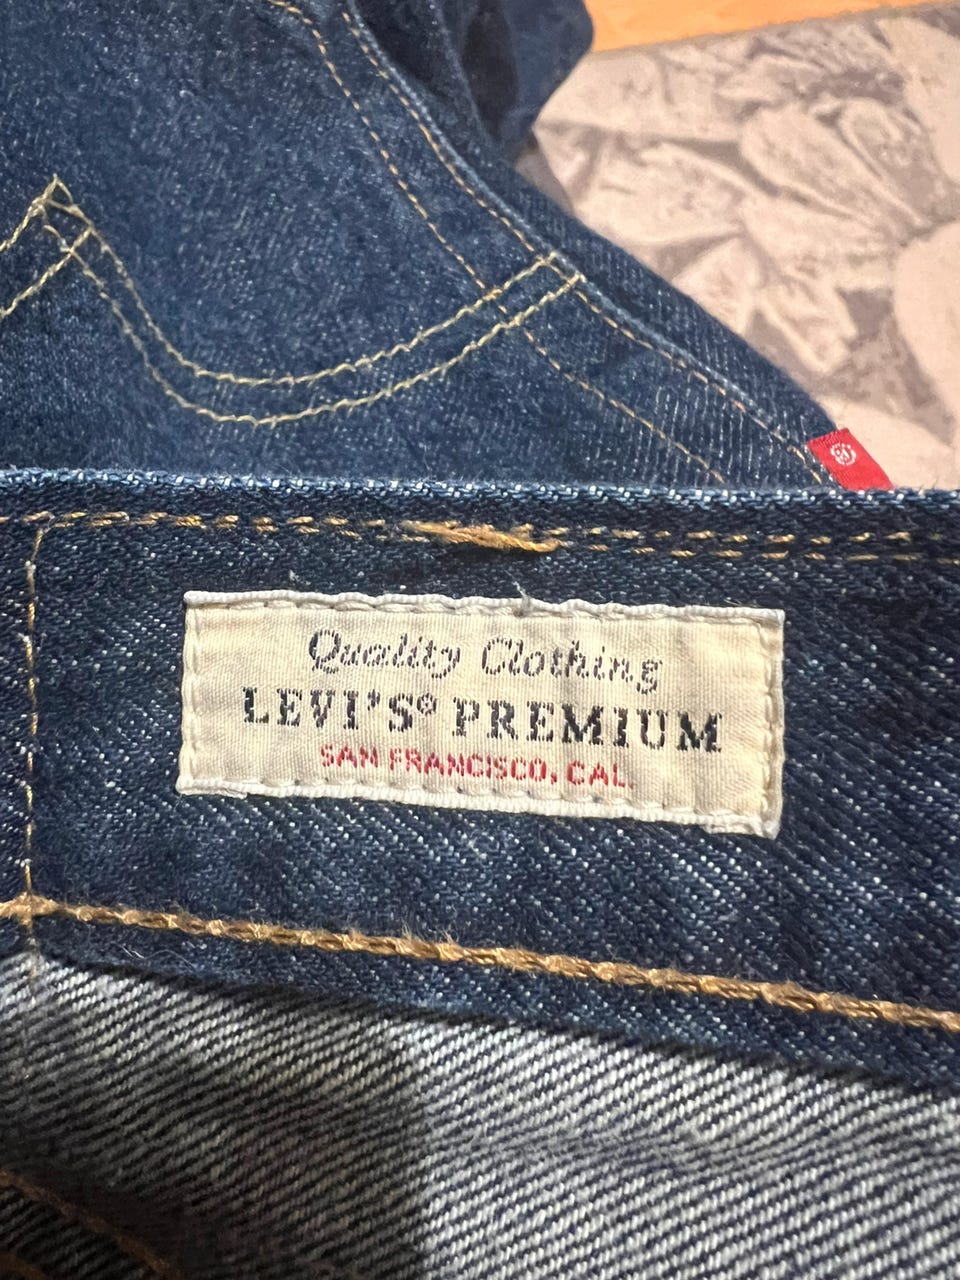 Quality Clothing
LEVI'S® PREMIUM
SAN FRANCISCO, CAL.
®